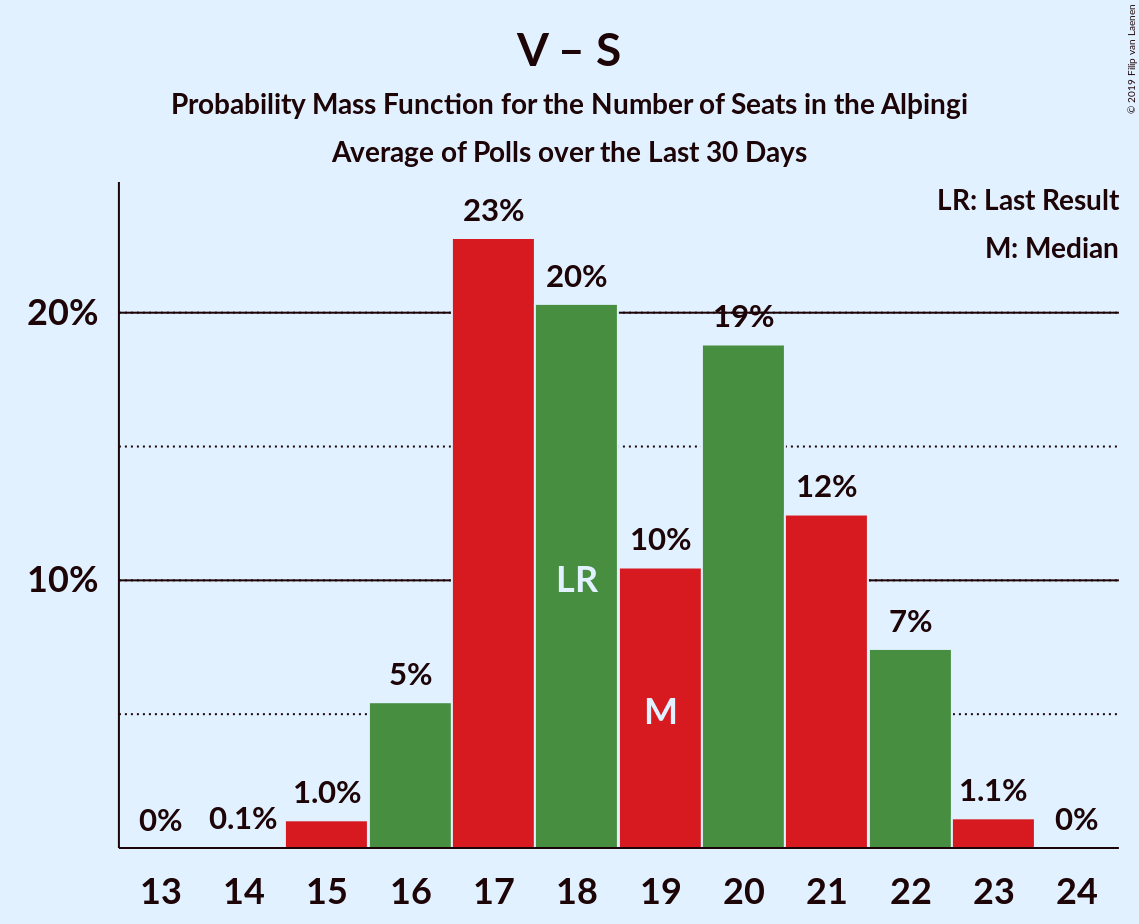 © 2019 Filip van Laenen
V – S
Probability Mass Function for the Number of Seats in the Alþingi
Average of Polls over the Last 30 Days
LR: Last Result
M: Median
20%
10%
0%
0.1%
1.0%
5%
23%
20%
10%
19%
12%
7%
1.1%
0%
LR
M
13 14 15 16 17 18 19 20 21 22 23 24